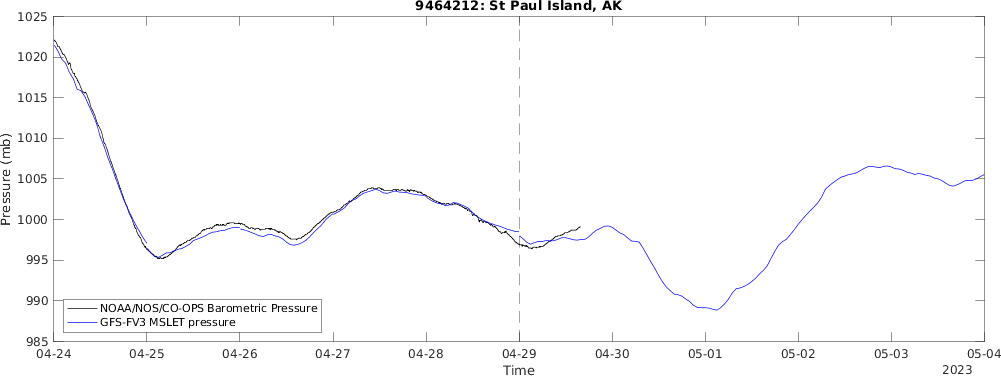 9464212: St Paul Island, AK
1025
1020
1015
1010
1005
1000
995
990
985
Pressure (mb)
NOAA/NOS/CO-OPS Barometric Pressure
GFS-FV3 MSLET pressure
04-24 04-25 04-26 04-27 04-28 04-29 04-30 05-01 05-02 05-03 05-04
Time
2023